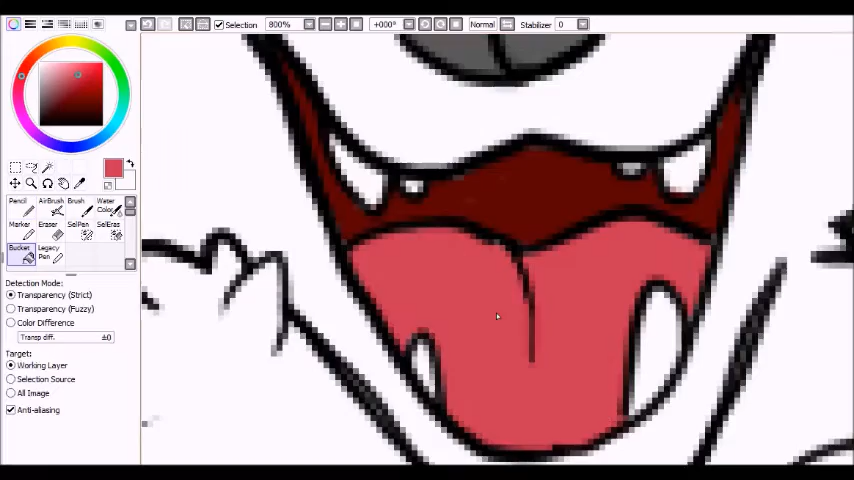 Selection 800% +000° Normal Stabilizer 0
Pencil AirBrush Brush Water Color
Marker Eraser SelPen SelEras
Bucket Legacy Pen
Detection Mode:
Transparency (Strict)
Transparency (Fuzzy)
Color Difference
Transp diff. ±0
Target:
Working Layer
Selection Source
All Image
Anti-aliasing